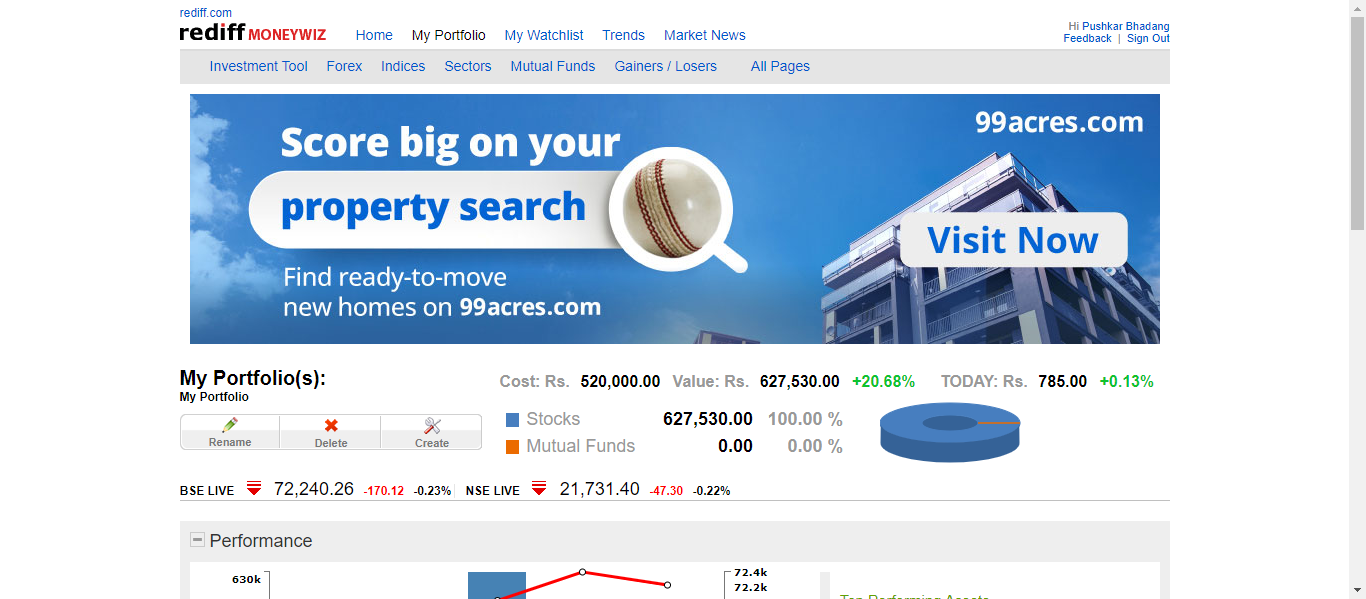 rediff.com
rediff MONEYWIZ Home My Portfolio My Watchlist Trends Market News
Hi Pushkar Bhadang
Feedback | Sign Out
Investment Tool Forex Indices Sectors Mutual Funds Gainers / Losers All Pages
99acres.com
Score big on your
property search
Visit Now
Find ready-to-move
new homes on 99acres.com
My Portfolio(s):
My Portfolio
Cost: Rs. 520,000.00 Value: Rs. 627,530.00 +20.68% TODAY: Rs. 785.00 +0.13%
Rename Delete Create
Stocks 627,530.00 100.00 %
Mutual Funds 0.00 0.00 %
BSE LIVE 72,240.26 -170.12 -0.23% NSE LIVE 21,731.40 -47.30 -0.22%
Performance
630k
72.4k
72.2k
Top Performing Assets